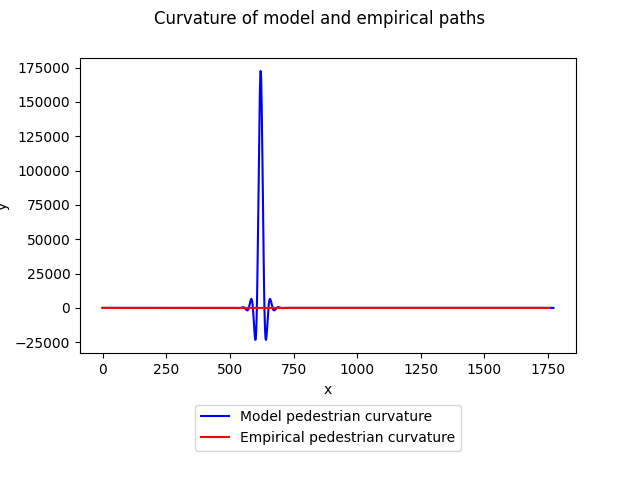 Curvature of model and empirical paths
175000
150000
125000
100000
75000
50000
25000
0
−25000
y
0 250 500 750 1000 1250 1500 1750
x
Model pedestrian curvature
Empirical pedestrian curvature